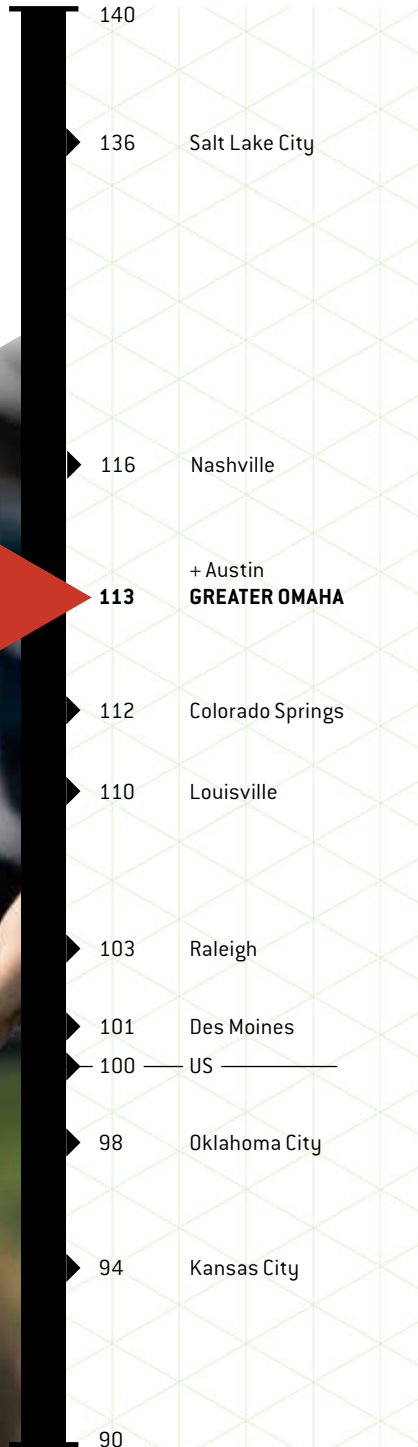 140
136 Salt Lake City
116 Nashville
+ Austin
113 GREATER OMAHA
112 Colorado Springs
110 Louisville
103 Raleigh
101 Des Moines
100 US
98 Oklahoma City
94 Kansas City
90